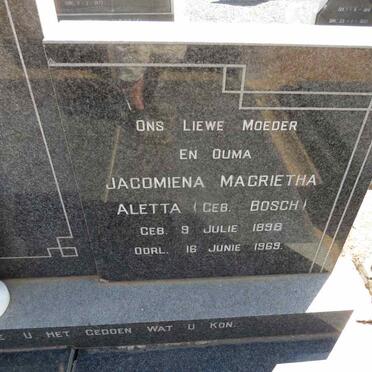 ONS LIEWE MOEDER
EN OUMA
JACOMIENA MAGRIETHA
ALETTA (GEB. BOSCH)
GEB. 9 JULIE 1898
OORL. 16 JUNIE 1969.
U HET GEDOEN WAT U KON.